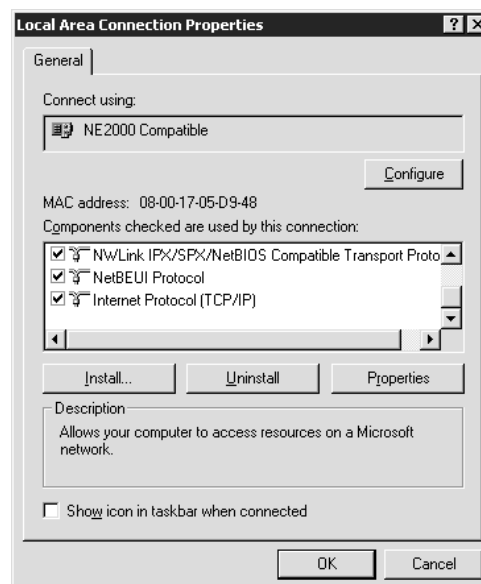 Local Area Connection Properties
General
Connect using:
NE2000 Compatible
Configure
MAC address: 08-00-17-05-D9-48
Components checked are used by this connection:
NWLink IPX/SPX/NetBIOS Compatible Transport Proto
NetBEUI Protocol
Internet Protocol (TCP/IP)
Install... Uninstall Properties
Description
Allows your computer to access resources on a Microsoft
network.
Show icon in taskbar when connected
OK Cancel